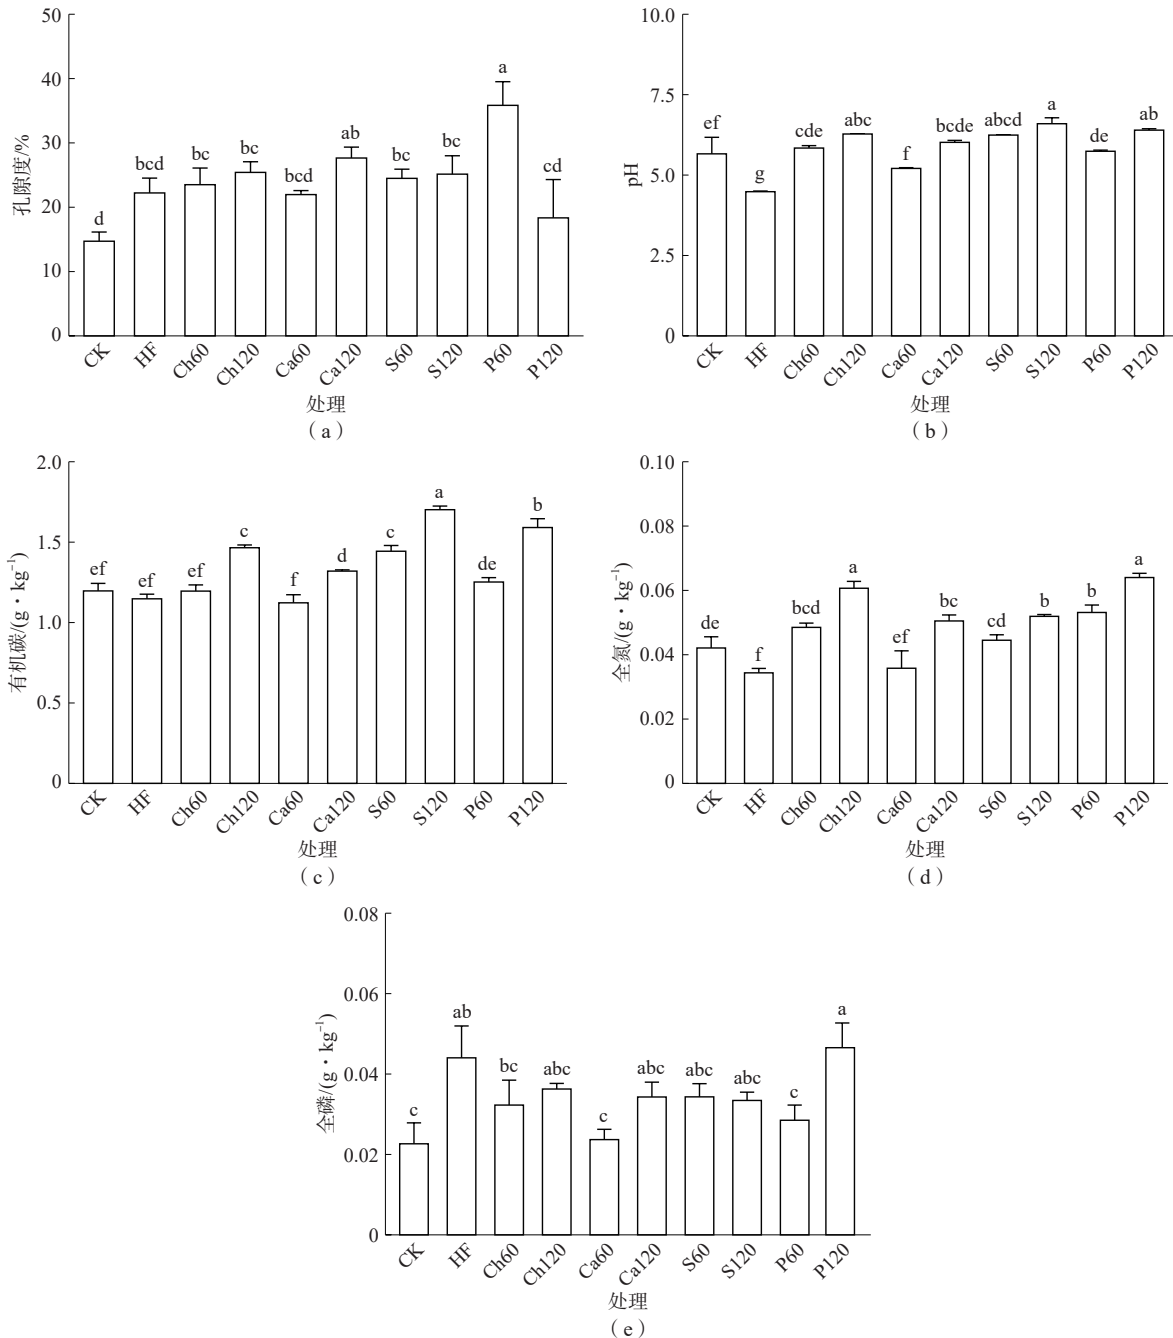 50
40
30
20
10
0
孔隙度/%
d
bcd
bc
bc
bcd
ab
bc
bc
a
cd
CK
HF
Ch60
Ch120
Ca60
Ca120
S60
S120
P60
P120
处理
（a）
10.0
7.5
5.0
2.5
0
pH
ef
g
cde
abc
f
bcde
abcd
a
de
ab
CK
HF
Ch60
Ch120
Ca60
Ca120
S60
S120
P60
P120
处理
（b）
2.0
1.5
1.0
0.5
0
有机碳/(g·kg⁻¹)
ef
ef
ef
c
f
d
c
a
de
b
CK
HF
Ch60
Ch120
Ca60
Ca120
S60
S120
P60
P120
处理
（c）
0.10
0.08
0.06
0.04
0.02
0
全氮/(g·kg⁻¹)
de
f
bcd
a
ef
bc
cd
b
b
a
CK
HF
Ch60
Ch120
Ca60
Ca120
S60
S120
P60
P120
处理
（d）
0.08
0.06
0.04
0.02
0
全磷/(g·kg⁻¹)
c
ab
bc
abc
c
abc
abc
abc
c
a
CK
HF
Ch60
Ch120
Ca60
Ca120
S60
S120
P60
P120
处理
（e）